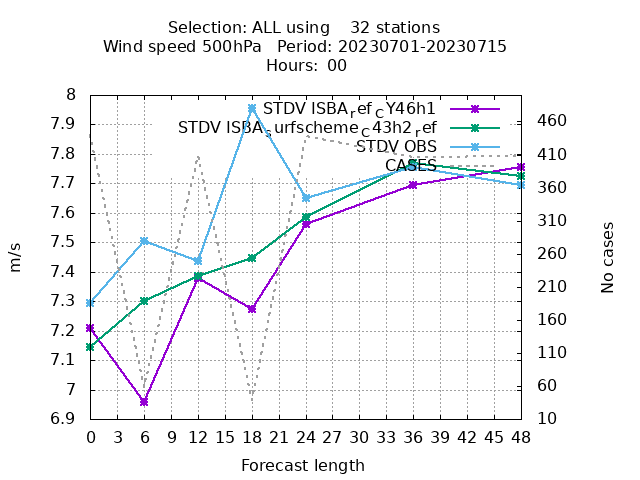 Selection: ALL using 32 stations
Wind speed 500hPa Period: 20230701-20230715
Hours: 00
STDV ISBA_ref_CY46h1
STDV ISBA_surfscheme_C43h2_ref
STDV OBS
CASES
8
7.9
7.8
7.7
7.6
7.5
7.4
7.3
7.2
7.1
7
6.9
m/s
460
410
360
310
260
210
160
110
60
10
No cases
0 3 6 9 12 15 18 21 24 27 30 33 36 39 42 45 48
Forecast length